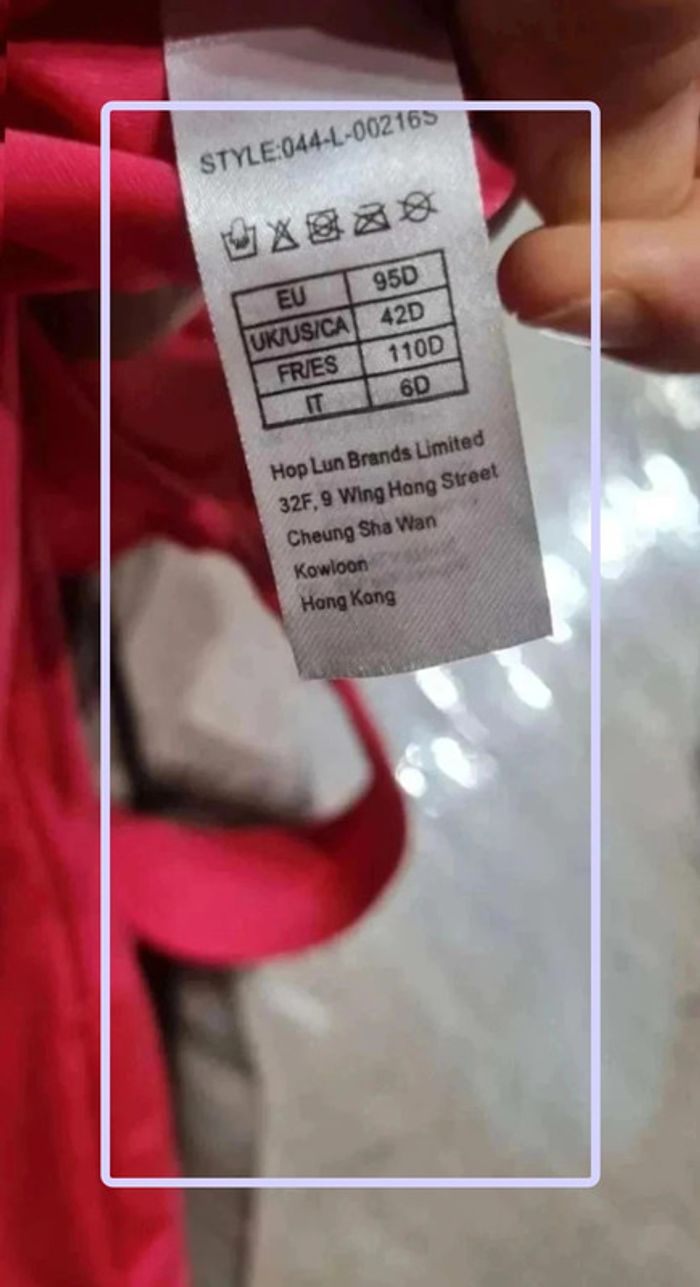 STYLE:044-L-00216S
EU 95D
UK/US/CA 42D
FR/ES 110D
IT 6D
Hop Lun Brands Limited
32F, 9 Wing Hong Street
Cheung Sha Wan
Kowloon
Hong Kong